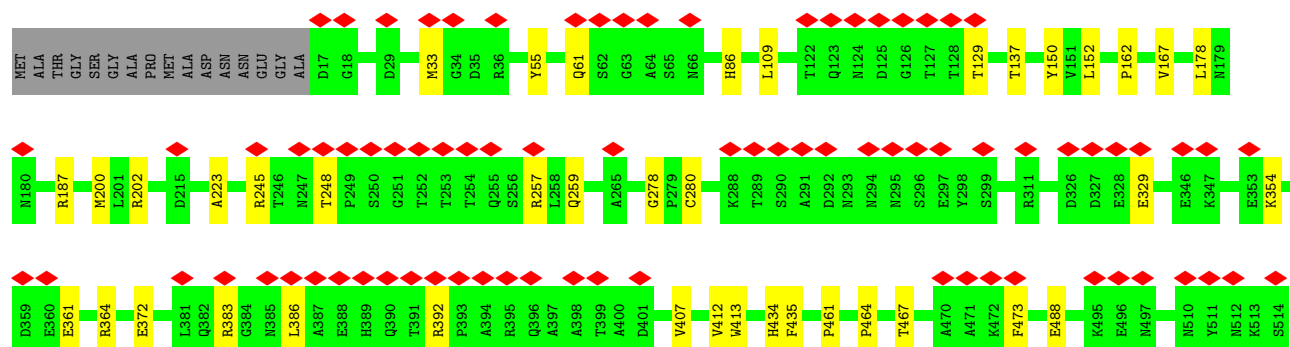 MET ALA THR GLY SER GLY ALA PRO MET ALA ASP ASN ASN GLU GLY ALA D17 G18 D29 M33 G34 D35 R36 Y55 Q61 S62 G63 A64 S65 N66 H86 L109 T122 Q123 N124 D125 G126 T127 T128 T129 T137 Y150 V151 L152 P162 V167 L178 N179
N180 R187 M200 L201 R202 D215 A223 R245 T246 N247 T248 P249 S250 G251 T252 T253 T254 Q255 S256 R257 L258 Q259 A265 G278 P279 C280 K288 T289 S290 A291 D292 N293 N294 N295 S296 E297 Y298 S299 R311 D326 D327 E328 E329 E346 K347 E353 K354
D359 E360 E361 R364 E372 L381 Q382 R383 G384 N385 L386 A387 E388 H389 Q390 T391 R392 P393 A394 R395 Q396 A397 A398 T399 A400 D401 V407 V412 W413 H434 F435 P461 P464 T467 A470 A471 K472 F473 E488 K495 E496 N497 N510 Y511 N512 K513 S514